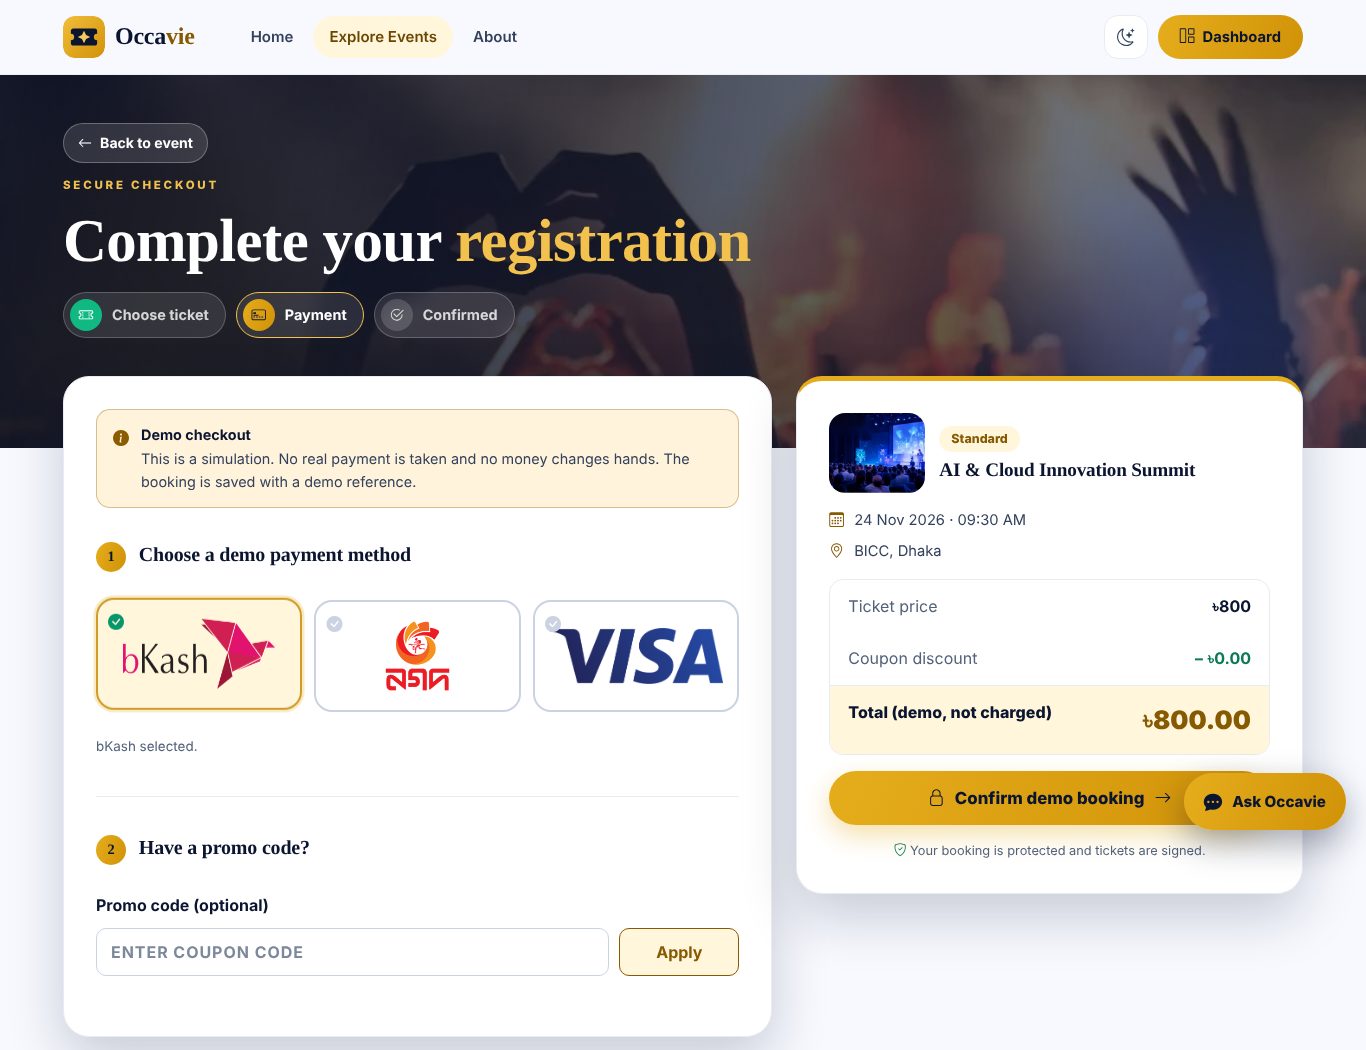 Occavie
Home
Explore Events
About
Dashboard
Back to event
SECURE CHECKOUT
Complete your registration
Choose ticket
Payment
Confirmed
Demo checkout
This is a simulation. No real payment is taken and no money changes hands. The
booking is saved with a demo reference.
1
Choose a demo payment method
bKash
নগদ
VISA
bKash selected.
2
Have a promo code?
Promo code (optional)
ENTER COUPON CODE
Apply
Standard
AI & Cloud Innovation Summit
24 Nov 2026 · 09:30 AM
BICC, Dhaka
Ticket price
৳800
Coupon discount
– ৳0.00
Total (demo, not charged)
৳800.00
Confirm demo booking
Ask Occavie
Your booking is protected and tickets are signed.